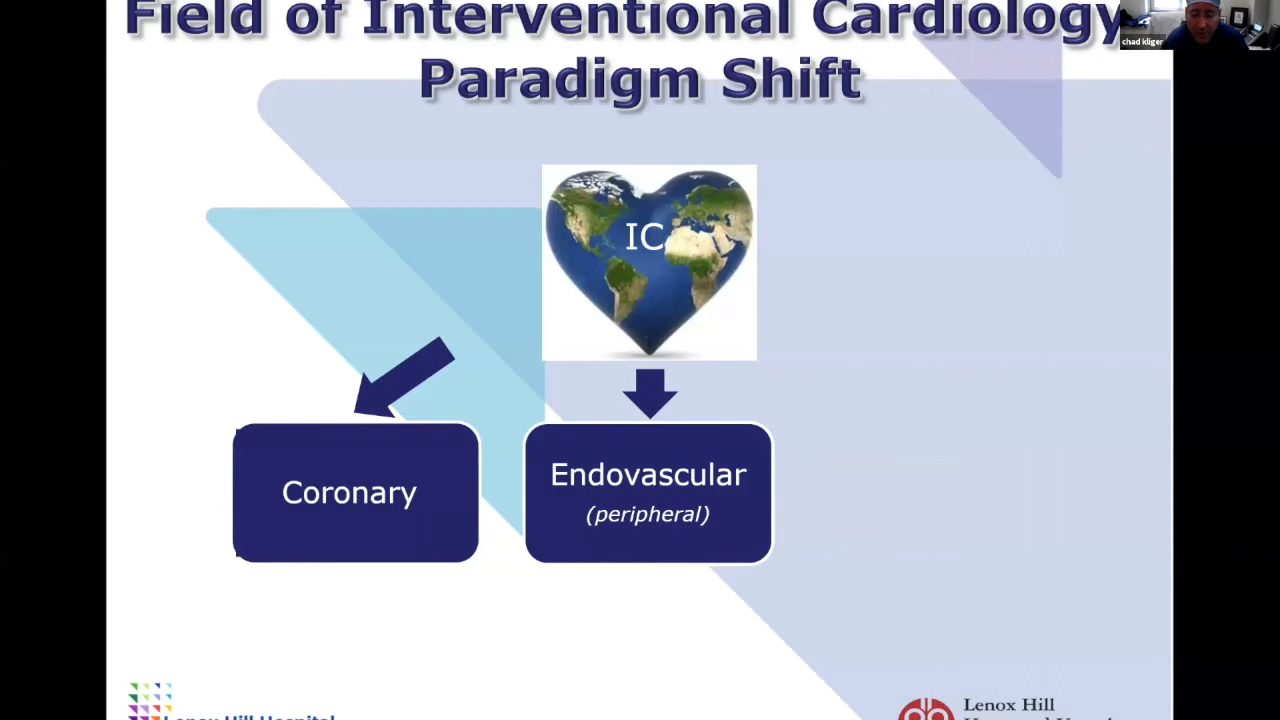 Field of Interventional Cardiology
Paradigm Shift
chad kliger
IC
Coronary
Endovascular
(peripheral)
Lenox Hill Hospital
Lenox Hill